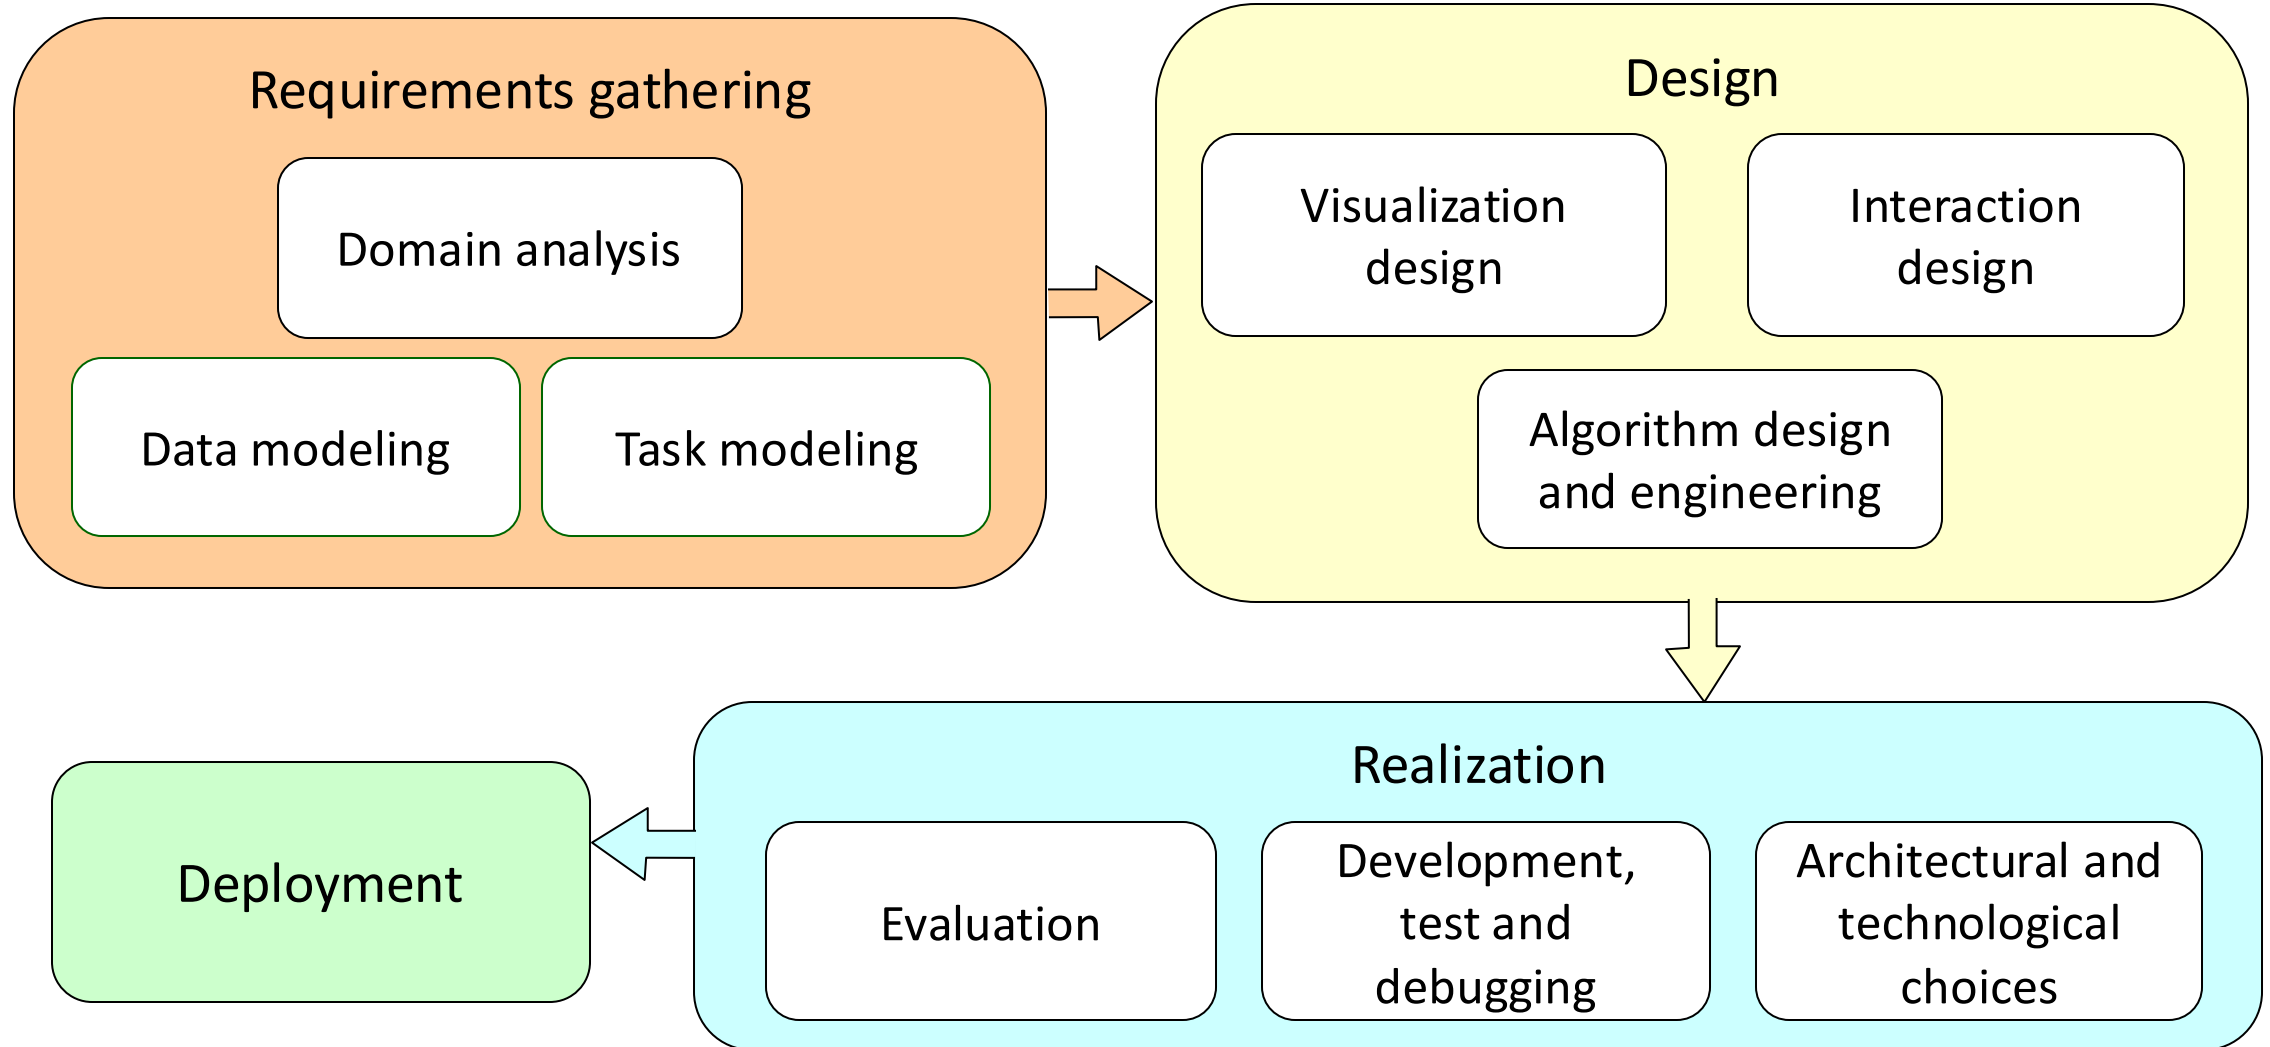 Requirements gathering
Domain analysis
Data modeling
Task modeling
Design
Visualization
design
Interaction
design
Algorithm design
and engineering
Realization
Evaluation
Development,
test and
debugging
Architectural and
technological
choices
Deployment